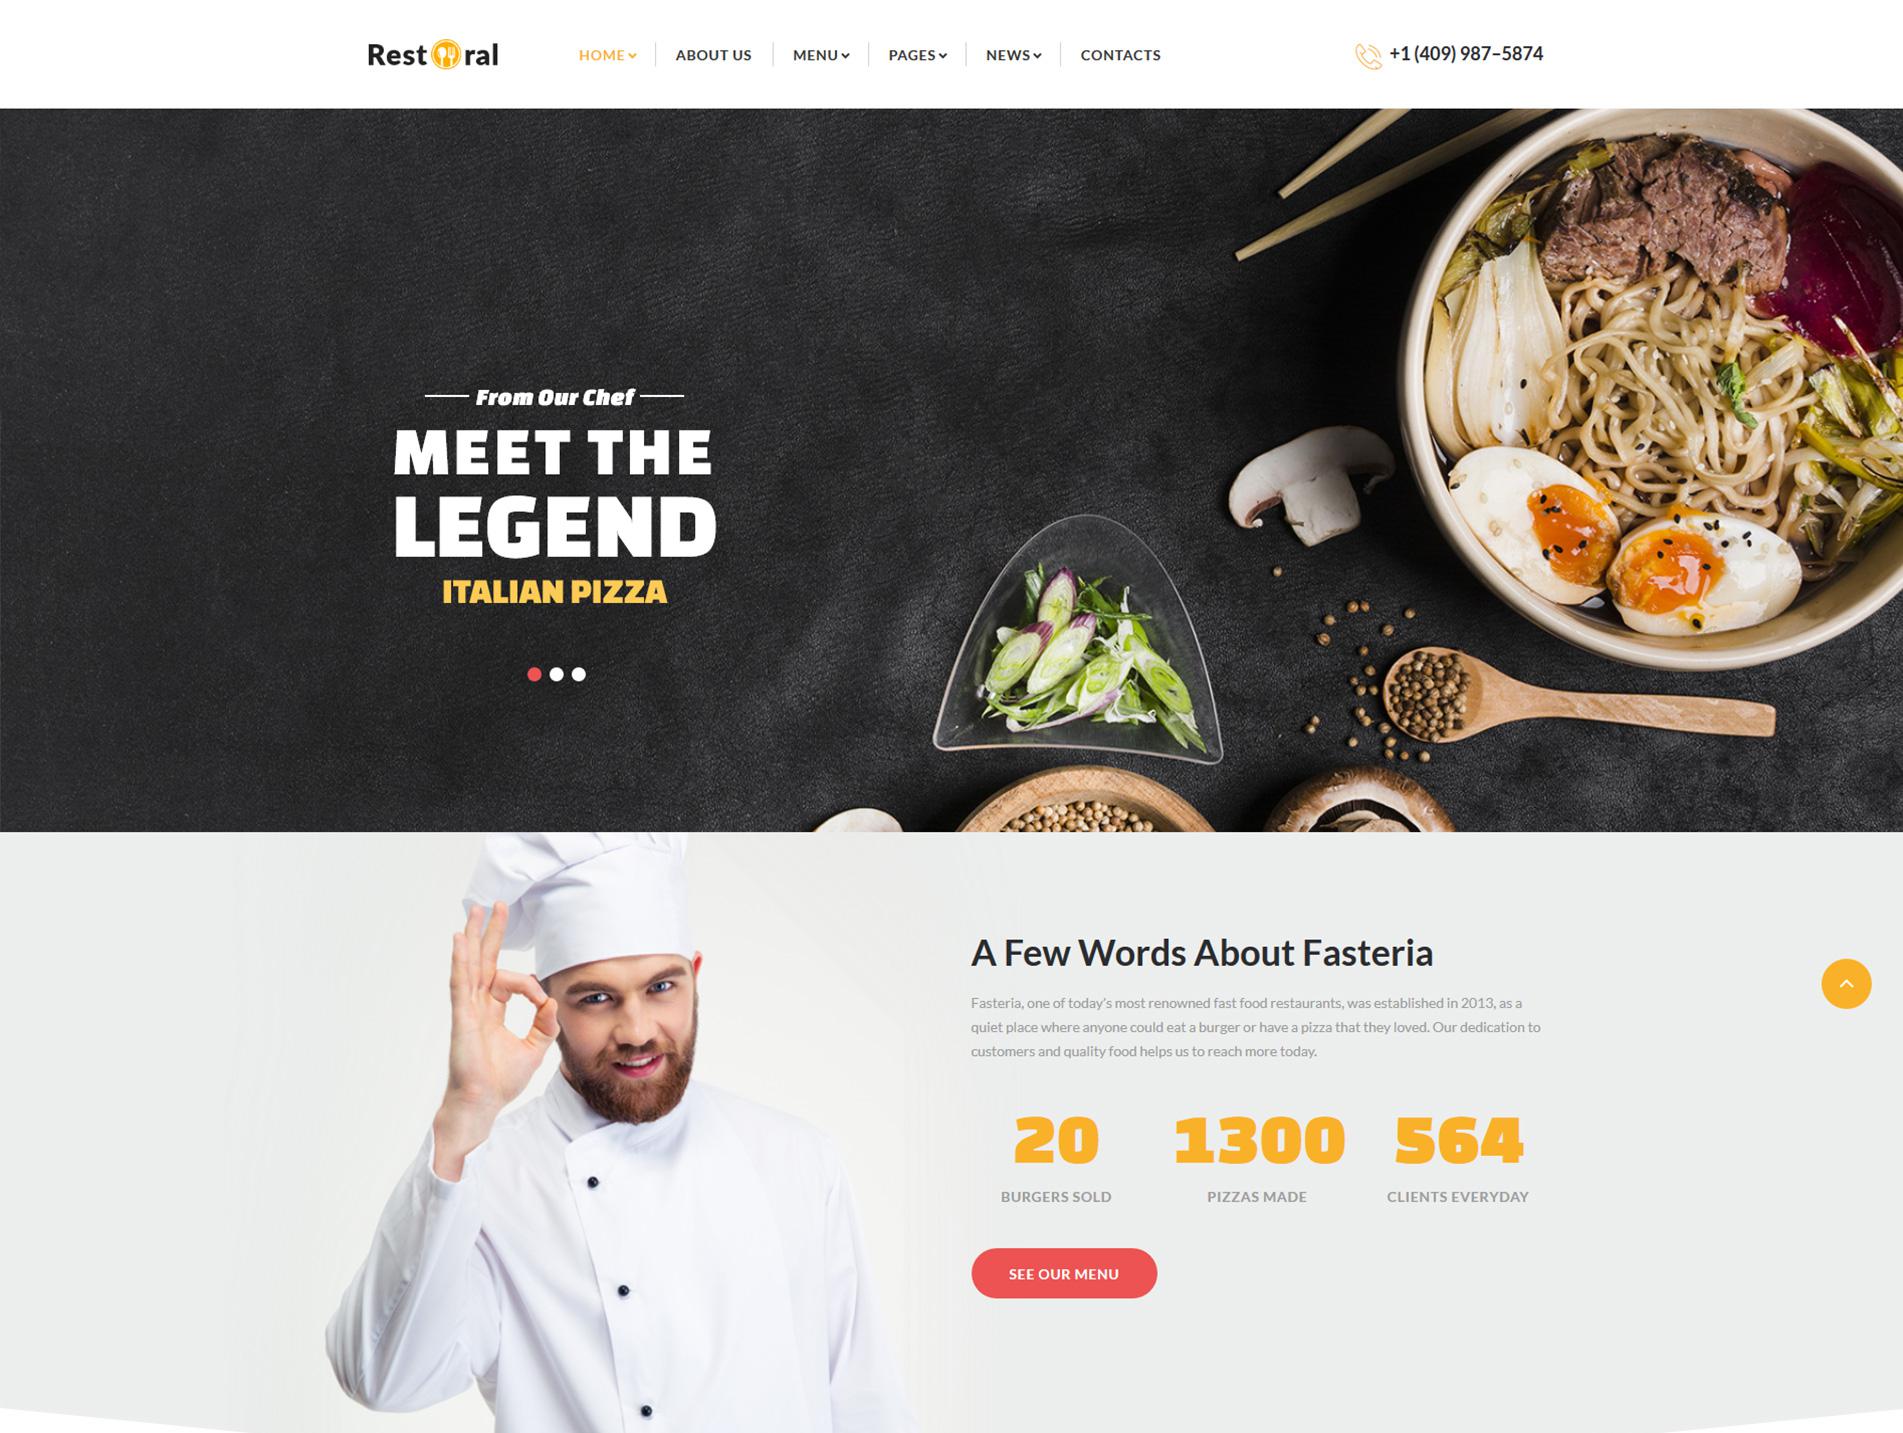 Rest ral
HOME
ABOUT US
MENU
PAGES
NEWS
CONTACTS
+1 (409) 987-5874
From Our Chef
MEET THE
LEGEND
ITALIAN PIZZA
A Few Words About Fasteria
Fasteria, one of today's most renowned fast food restaurants, was established in 2013, as a
quiet place where anyone could eat a burger or have a pizza that they loved. Our dedication to
customers and quality food helps us to reach more today.
20
BURGERS SOLD
1300
PIZZAS MADE
564
CLIENTS EVERYDAY
SEE OUR MENU